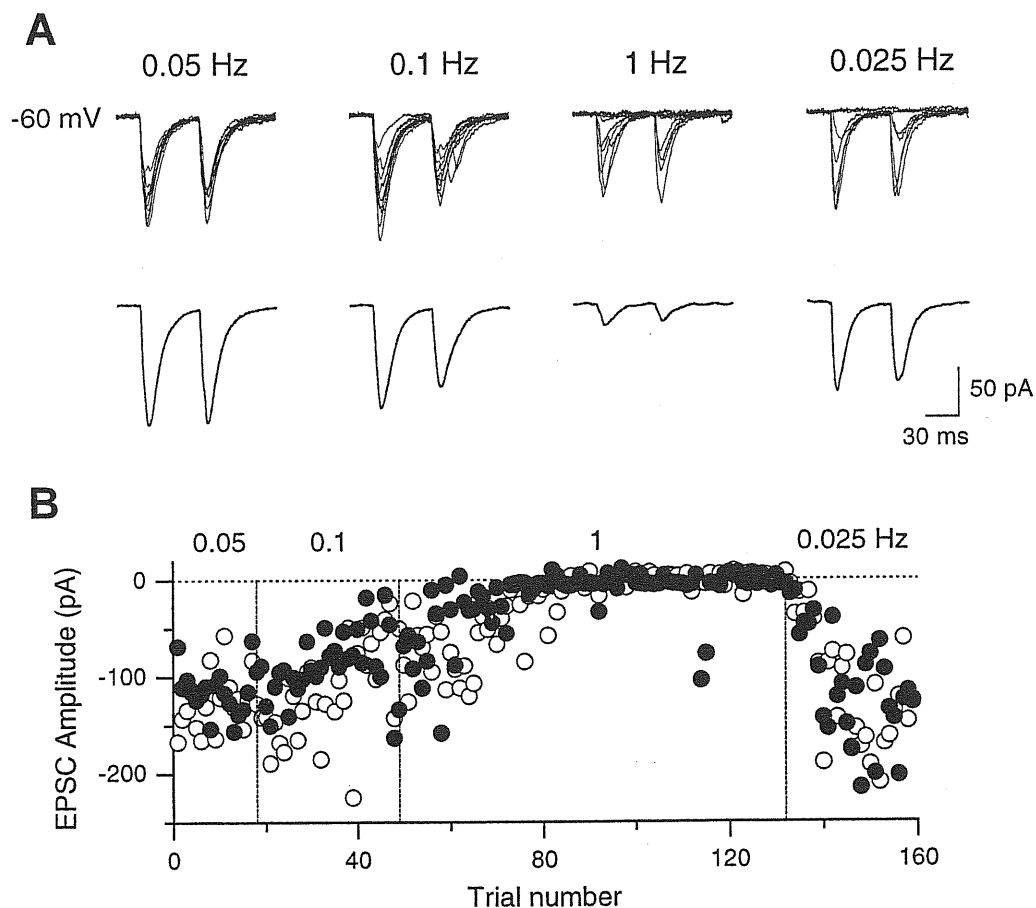 A
0.05 Hz 0.1 Hz 1 Hz 0.025 Hz
-60 mV
50 pA
30 ms
B
0.05 0.1 1 0.025 Hz
EPSC Amplitude (pA)
0
-100
-200
0 40 80 120 160
Trial number